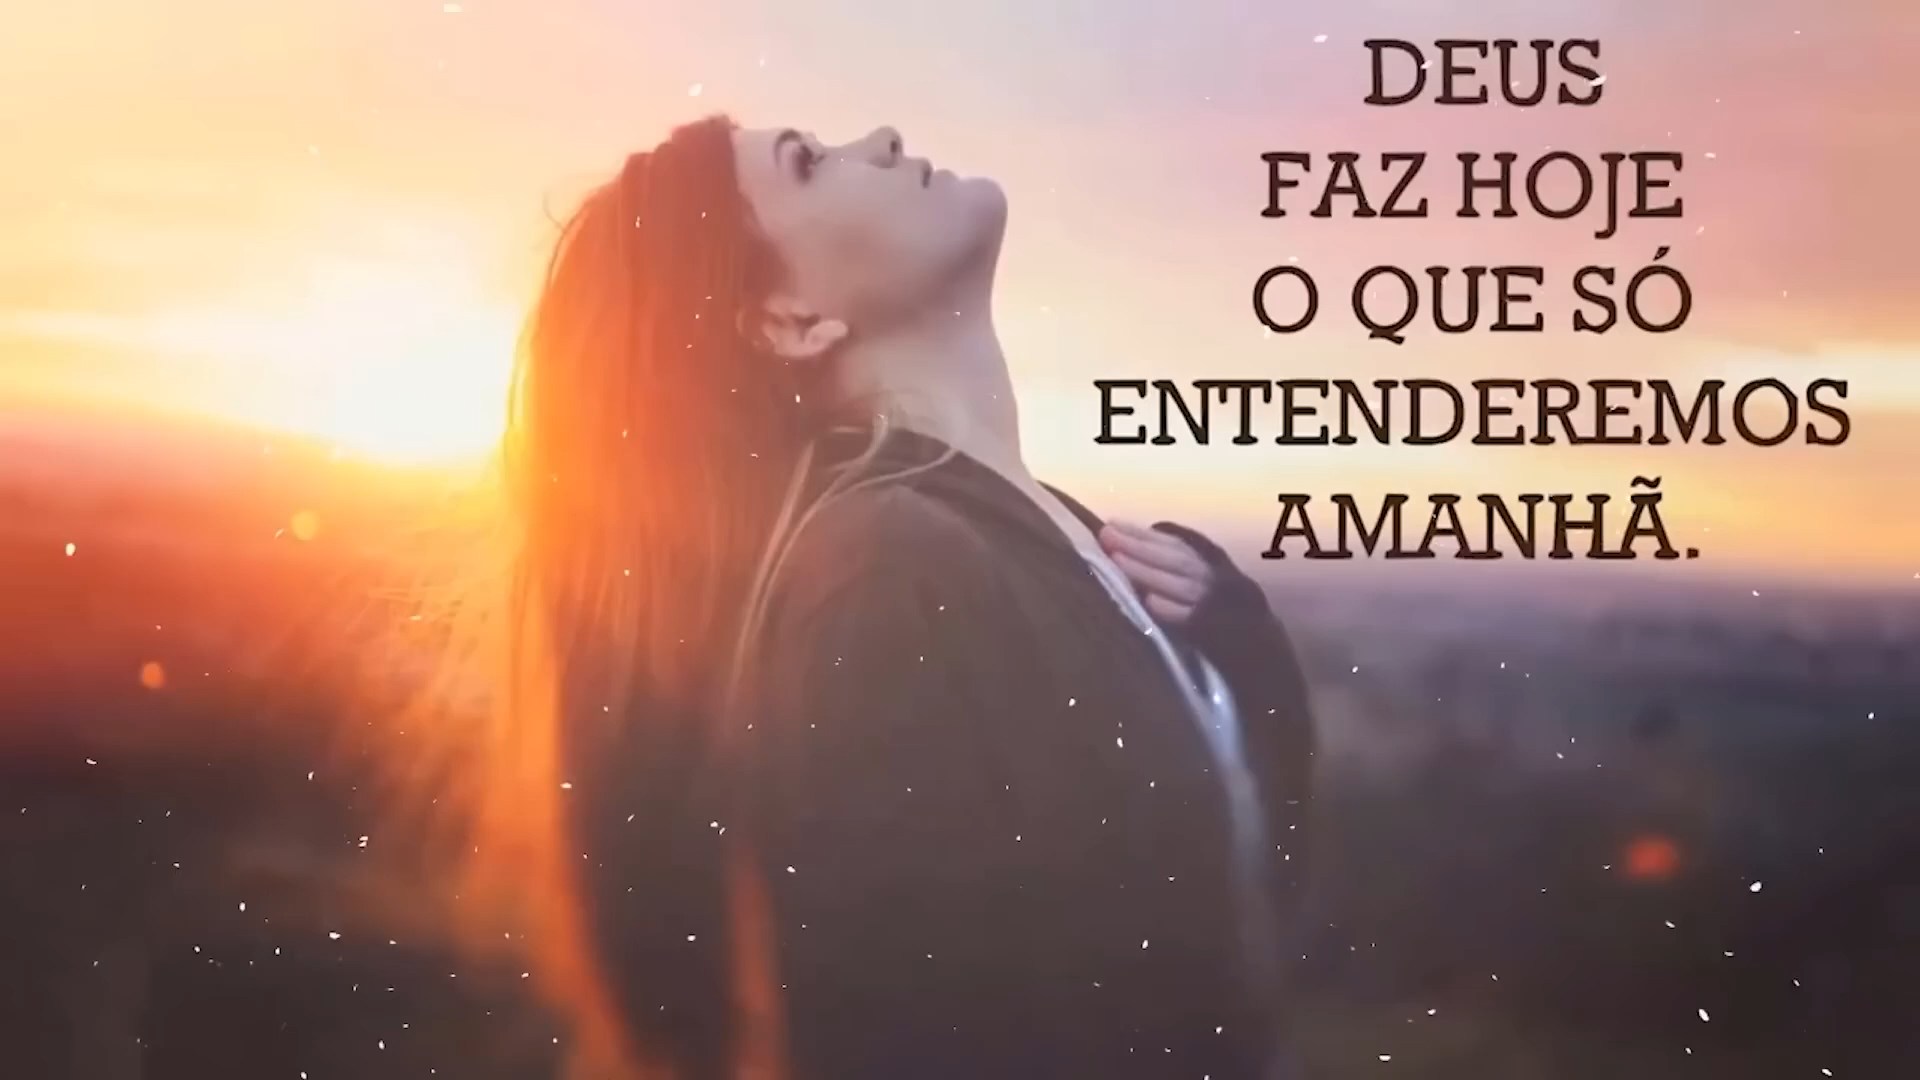 DEUS
FAZ HOJE
O QUE SÓ
ENTENDEREMOS
AMANHÃ.